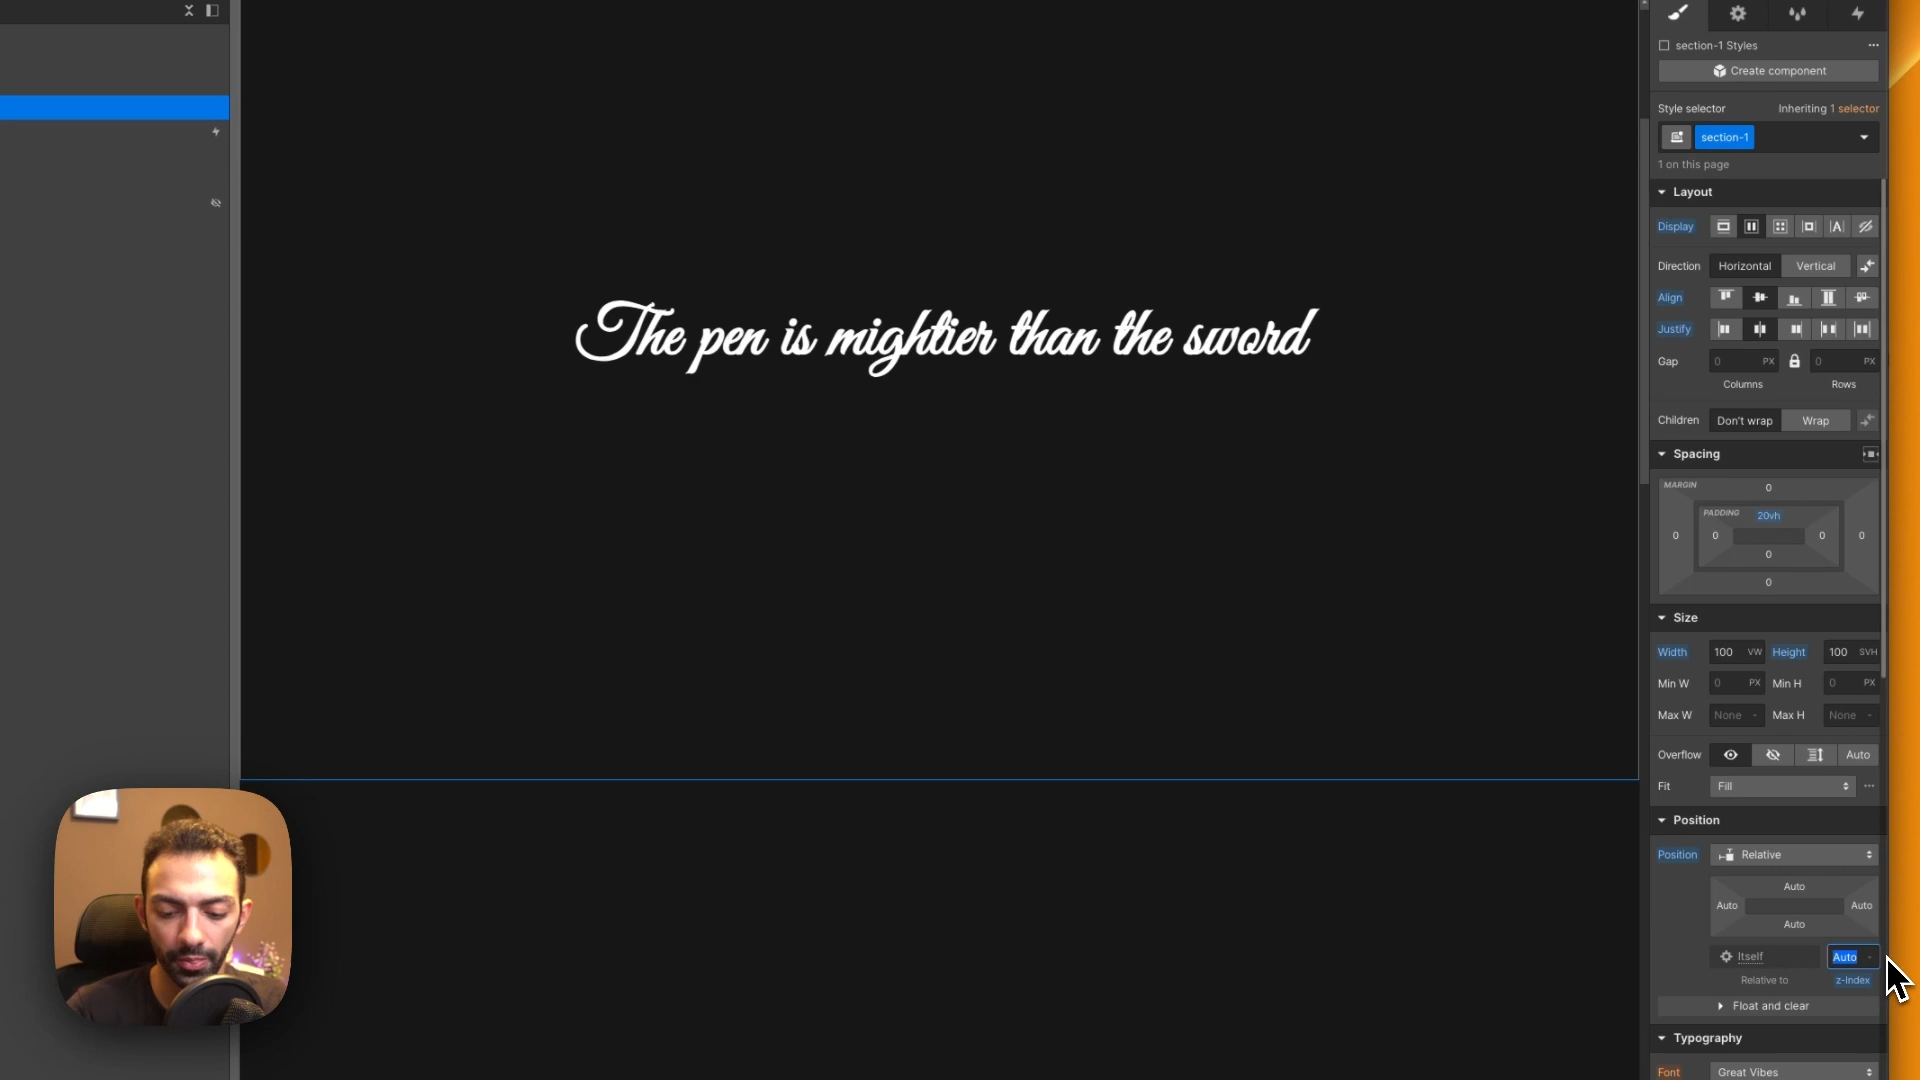 The pen is mightier than the sword
section-1 Styles
Create component
Style selector
Inheriting 1 selector
section-1
1 on this page
Layout
Display
Direction
Horizontal
Vertical
Align
Justify
Gap
0 PX
0 PX
Columns
Rows
Children
Don't wrap
Wrap
Spacing
MARGIN
0
PADDING
20vh
0
0
0
0
0
0
Size
Width
100 VW
Height
100 SVH
Min W
0 PX
Min H
0 PX
Max W
None -
Max H
None -
Overflow
Auto
Fit
Fill
Position
Position
Relative
Auto
Auto
Auto
Auto
Itself
Auto -
Relative to
z-Index
Float and clear
Typography
Font
Great Vibes